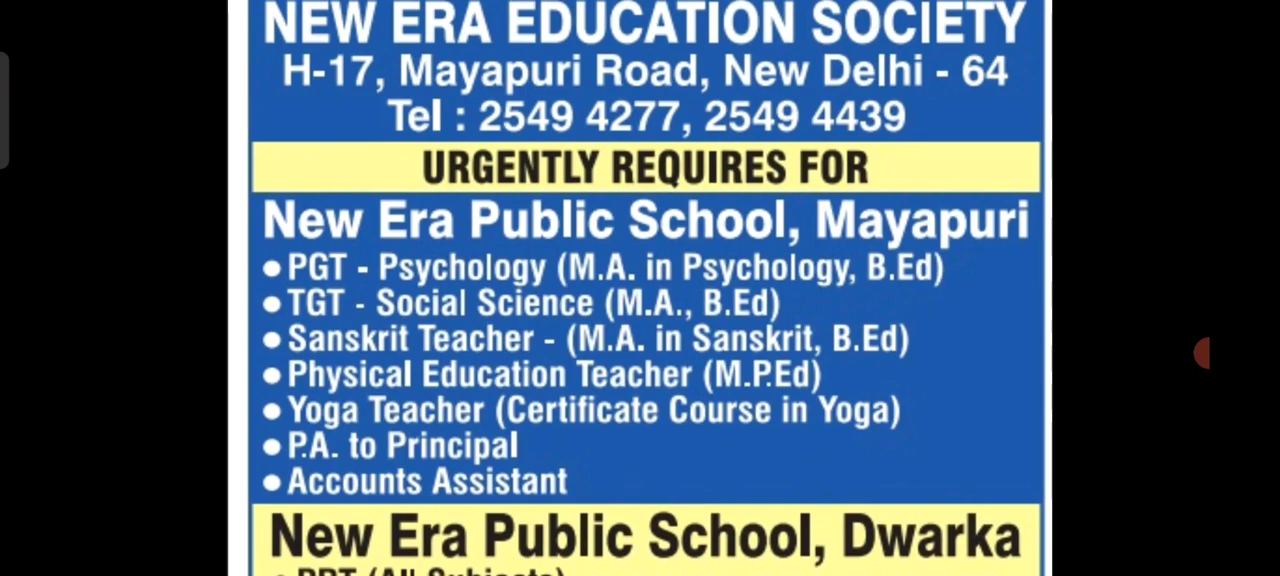 NEW ERA EDUCATION SOCIETY
H-17, Mayapuri Road, New Delhi - 64
Tel : 2549 4277, 2549 4439
URGENTLY REQUIRES FOR
New Era Public School, Mayapuri
● PGT - Psychology (M.A. in Psychology, B.Ed)
● TGT - Social Science (M.A., B.Ed)
● Sanskrit Teacher - (M.A. in Sanskrit, B.Ed)
● Physical Education Teacher (M.P.Ed)
● Yoga Teacher (Certificate Course in Yoga)
● P.A. to Principal
● Accounts Assistant
New Era Public School, Dwarka
(All Subjects)